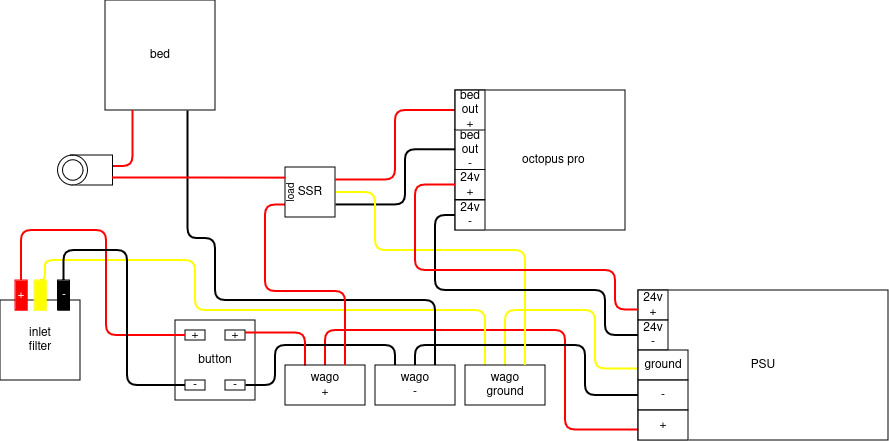 bed
bed
out
+
bed
out
-
24v
+
24v
-
octopus pro
load
SSR
+
-
inlet
filter
+
+
button
-
-
wago
+
wago
-
wago
ground
24v
+
24v
-
ground
-
+
PSU